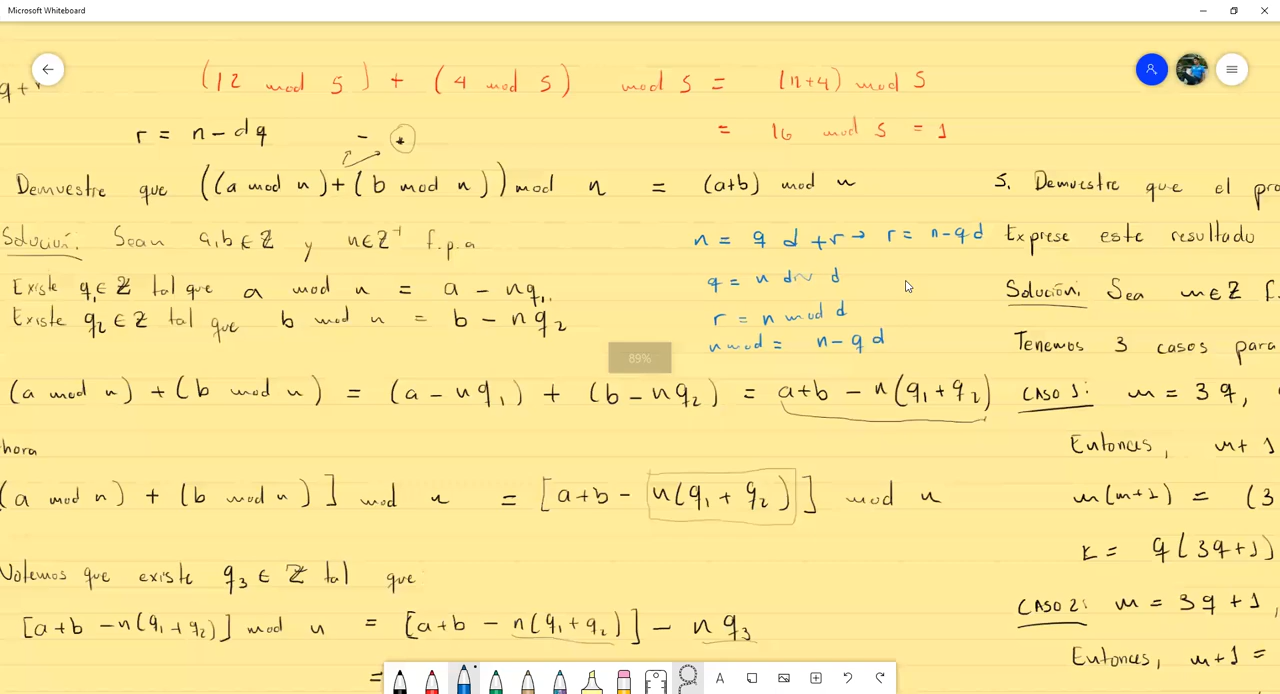 Microsoft Whiteboard
q + r
(12 mod 5) + (4 mod 5) mod 5 = (12+4) mod 5
= 16 mod 5 = 1
r = n - dq
- *
Demuestre que ((a mod n)+(b mod n)) mod n = (a+b) mod n
Solución: Sean a,b ∈ Z y n∈Z⁺ f.p.a
Existe q₁ ∈ Z tal que a mod n = a - nq₁.
Existe q₂ ∈ Z tal que b mod n = b - nq₂
n = q d + r → r = n - q d
q = n div d
r = n mod d
n mod = n - q d
89%
(a mod n) + (b mod n) = (a - nq₁) + (b - nq₂) = a+b - n(q₁ + q₂)
hora
(a mod n) + (b mod n)] mod n = [a+b - n(q₁ + q₂)] mod n
Notemos que existe q₃ ∈ Z tal que
[a+b - n(q₁+q₂)] mod n = [a+b - n(q₁+q₂)] - nq₃
=
5. Demuestre que el pro
Exprese este resultado
Solución: Sea m∈Z f.
Tenemos 3 casos para
CASO 1: m = 3q,
Entonces, m+1
m(m+1) = (3
k = q(3q+1)
CASO 2: m = 3q + 1,
Entonces, m+1 =
A